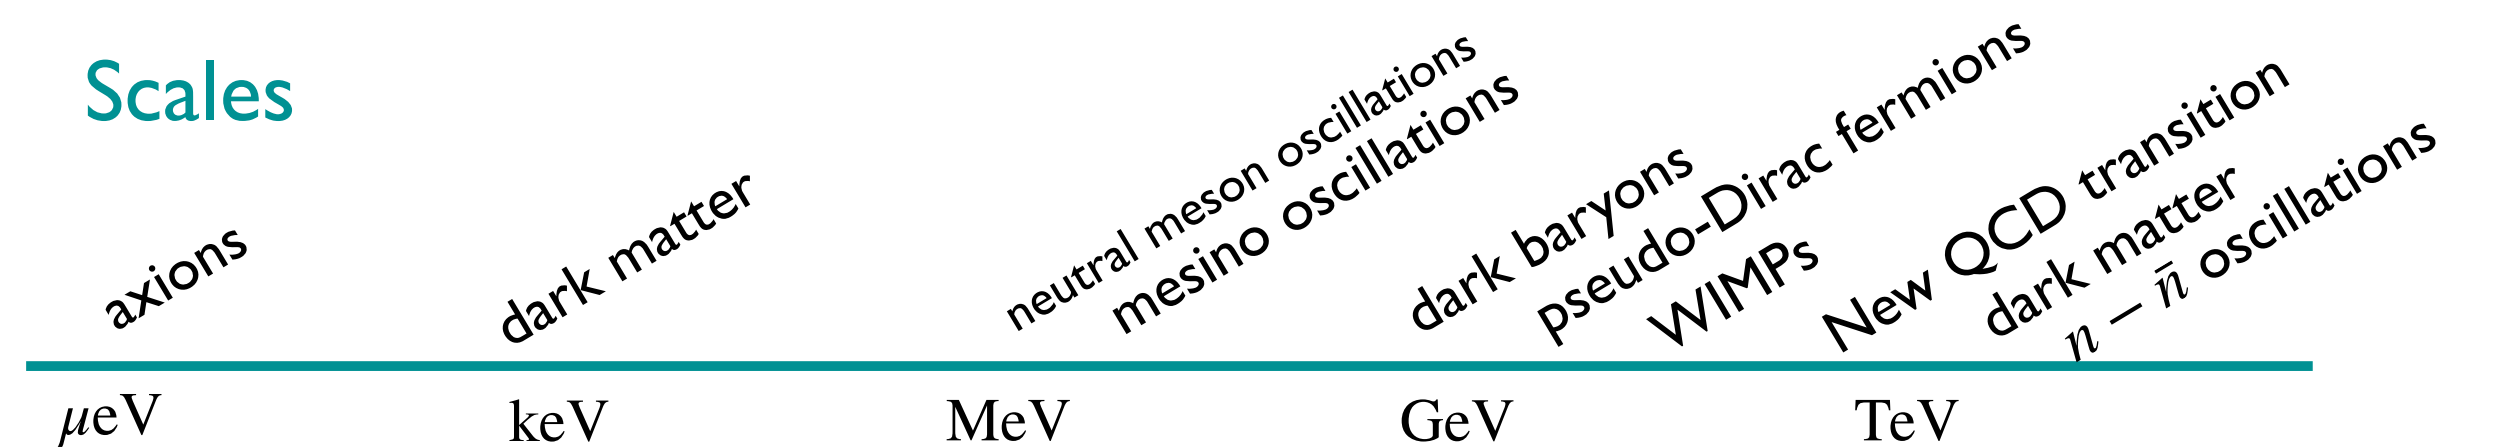 Scales
axions
dark matter
neutral meson oscillations
mesino oscillations
dark baryons
pseudo-Dirac fermions
WIMPs
New QCD transitions
dark matter
n - n̄ oscillations
μeV
keV
MeV
GeV
TeV